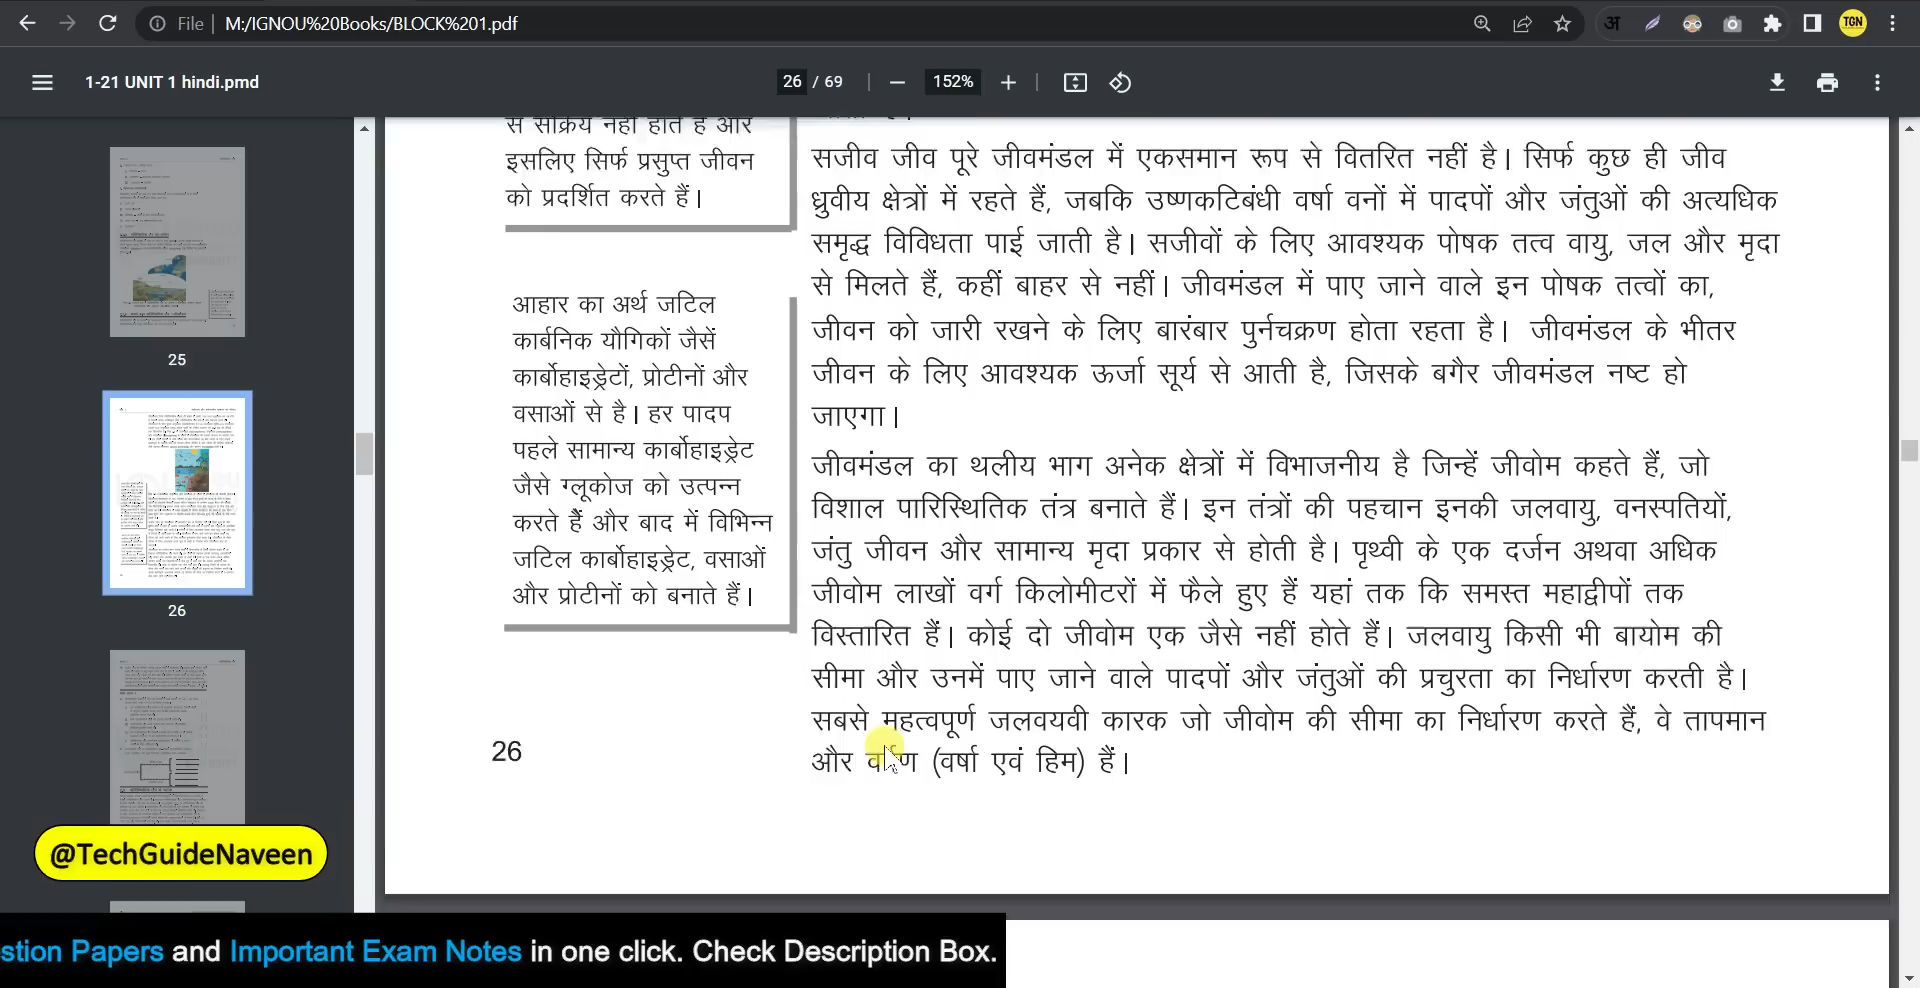 File
M:/IGNOU%20Books/BLOCK%201.pdf
अ
TGN
1-21 UNIT 1 hindi.pmd
26 / 69
152%
इसलिए सिर्फ प्रसुप्त जीवन
को प्रदर्शित करते हैं।
आहार का अर्थ जटिल
कार्बनिक यौगिकों जैसें
कार्बोहाइड्रेटों, प्रोटीनों और
वसाओं से है। हर पादप
पहले सामान्य कार्बोहाइड्रेट
जैसे ग्लूकोज को उत्पन्न
करते हैं और बाद में विभिन्न
जटिल कार्बोहाइड्रेट, वसाओं
और प्रोटीनों को बनाते हैं।
26
सजीव जीव पूरे जीवमंडल में एकसमान रूप से वितरित नहीं है। सिर्फ कुछ ही जीव
ध्रुवीय क्षेत्रों में रहते हैं, जबकि उष्णकटिबंधी वर्षा वनों में पादपों और जंतुओं की अत्यधिक
समृद्ध विविधता पाई जाती है। सजीवों के लिए आवश्यक पोषक तत्व वायु, जल और मृदा
से मिलते हैं, कहीं बाहर से नहीं। जीवमंडल में पाए जाने वाले इन पोषक तत्वों का,
जीवन को जारी रखने के लिए बारंबार पुर्नचक्रण होता रहता है। जीवमंडल के भीतर
जीवन के लिए आवश्यक ऊर्जा सूर्य से आती है, जिसके बगैर जीवमंडल नष्ट हो
जाएगा।
जीवमंडल का थलीय भाग अनेक क्षेत्रों में विभाजनीय है जिन्हें जीवोम कहते हैं, जो
विशाल पारिस्थितिक तंत्र बनाते हैं। इन तंत्रों की पहचान इनकी जलवायु, वनस्पतियों,
जंतु जीवन और सामान्य मृदा प्रकार से होती है। पृथ्वी के एक दर्जन अथवा अधिक
जीवोम लाखों वर्ग किलोमीटरों में फैले हुए हैं यहां तक कि समस्त महाद्वीपों तक
विस्तारित हैं। कोई दो जीवोम एक जैसे नहीं होते हैं। जलवायु किसी भी बायोम की
सीमा और उनमें पाए जाने वाले पादपों और जंतुओं की प्रचुरता का निर्धारण करती है।
सबसे महत्वपूर्ण जलवयवी कारक जो जीवोम की सीमा का निर्धारण करते हैं, वे तापमान
और (वर्षा एवं हिम) हैं।
25
26
@TechGuideNaveen
stion Papers and Important Exam Notes in one click. Check Description Box.